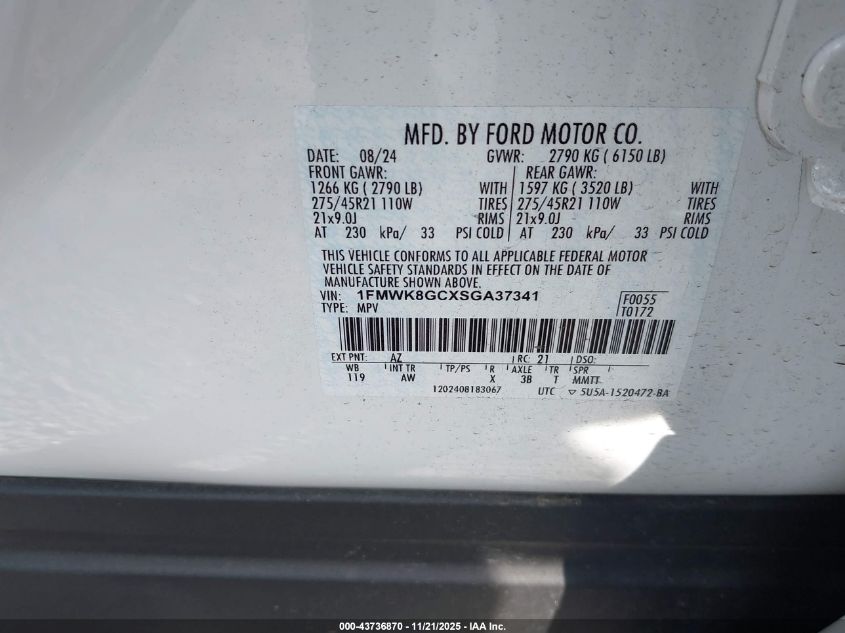 MFD. BY FORD MOTOR CO.
DATE: 08/24 GVWR: 2790 KG ( 6150 LB)
FRONT GAWR: REAR GAWR:
1266 KG ( 2790 LB) WITH 1597 KG ( 3520 LB) WITH
275/45R21 110W TIRES 275/45R21 110W TIRES
21x9.0J RIMS 21x9.0J RIMS
AT 230 kPa/ 33 PSI COLD AT 230 kPa/ 33 PSI COLD
THIS VEHICLE CONFORMS TO ALL APPLICABLE FEDERAL MOTOR
VEHICLE SAFETY STANDARDS IN EFFECT ON THE DATE OF
MANUFACTURE SHOWN ABOVE.
VIN: 1FMWK8GCXSGA37341 F0055
TYPE: MPV T0172
EXT PNT: AZ RC: 21 DSO:
WB INT TR TP/PS R AXLE TR SPR
119 AW X 3B T MMTT
1202408183067 UTC ▽ 5U5A-1520472-BA
000-43736870 - 11/21/2025 - IAA Inc.